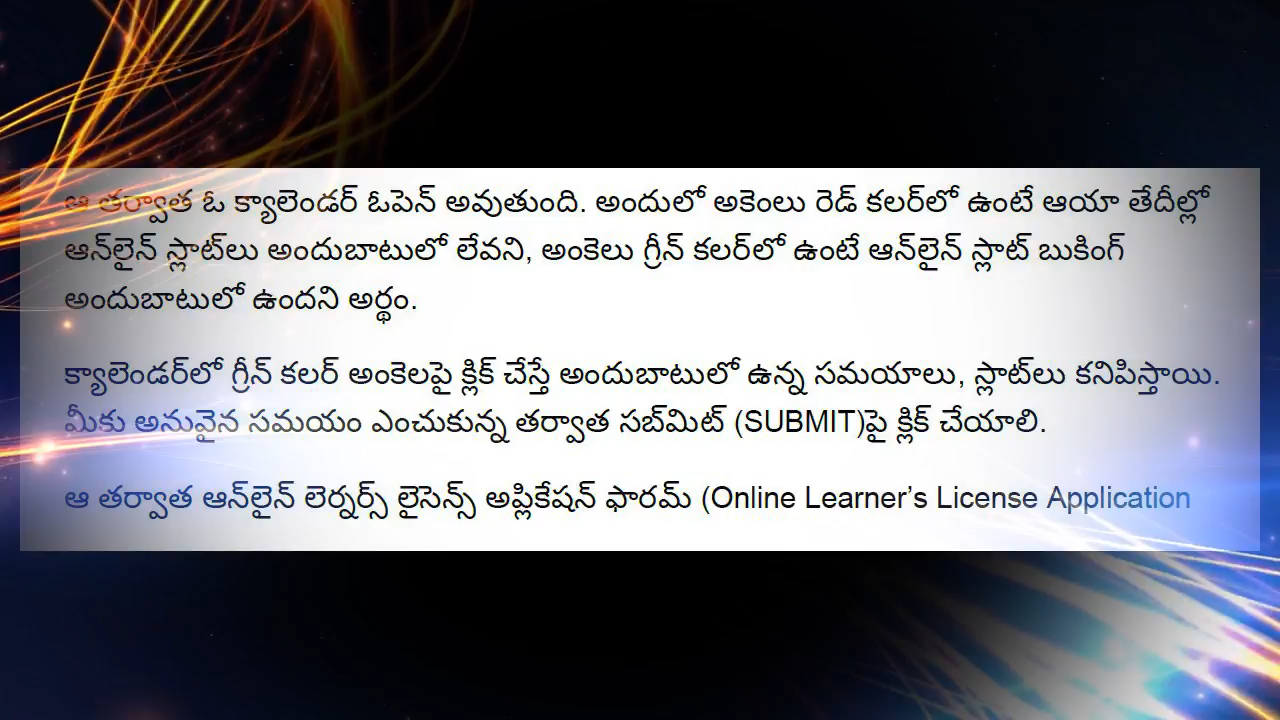 ఆ తర్వాత ఓ క్యాలెండర్ ఓపెన్ అవుతుంది. అందులో అకెంలు రెడ్ కలర్‌లో ఉంటే ఆయా తేదీల్లో
ఆన్‌లైన్ స్లాట్‌లు అందుబాటులో లేవని, అంకెలు గ్రీన్ కలర్‌లో ఉంటే ఆన్‌లైన్ స్లాట్ బుకింగ్
అందుబాటులో ఉందని అర్థం.
క్యాలెండర్‌లో గ్రీన్ కలర్ అంకెలపై క్లిక్ చేస్తే అందుబాటులో ఉన్న సమయాలు, స్లాట్‌లు కనిపిస్తాయి.
మీకు అనువైన సమయం ఎంచుకున్న తర్వాత సబ్‌మిట్ (SUBMIT)పై క్లిక్ చేయాలి.
ఆ తర్వాత ఆన్‌లైన్ లెర్నర్స్ లైసెన్స్ అప్లికేషన్ ఫారమ్ (Online Learner’s License Application